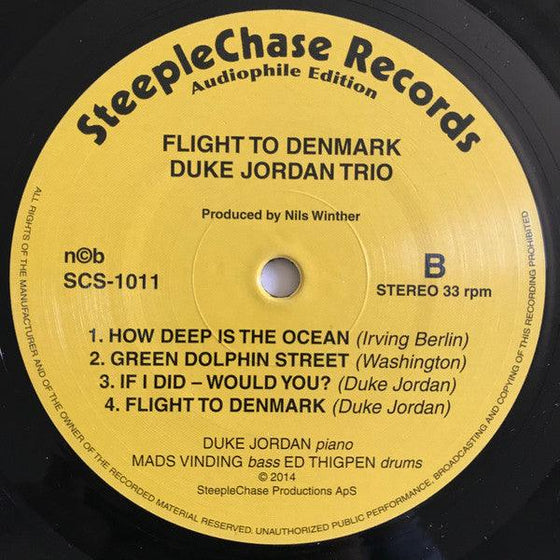 SteepleChase Records
Audiophile Edition
FLIGHT TO DENMARK
DUKE JORDAN TRIO
Produced by Nils Winther
n©b
SCS-1011
B
STEREO 33 rpm
1. HOW DEEP IS THE OCEAN (Irving Berlin)
2. GREEN DOLPHIN STREET (Washington)
3. IF I DID – WOULD YOU? (Duke Jordan)
4. FLIGHT TO DENMARK (Duke Jordan)
DUKE JORDAN piano
MADS VINDING bass ED THIGPEN drums
© 2014
SteepleChase Productions ApS
ALL RIGHTS OF THE MANUFACTURER AND OF THE OWNER OF THE RECORDED MATERIAL RESERVED. UNAUTHORIZED PUBLIC PERFORMANCE, BROADCASTING AND COPYING OF THIS RECORDING PROHIBITED